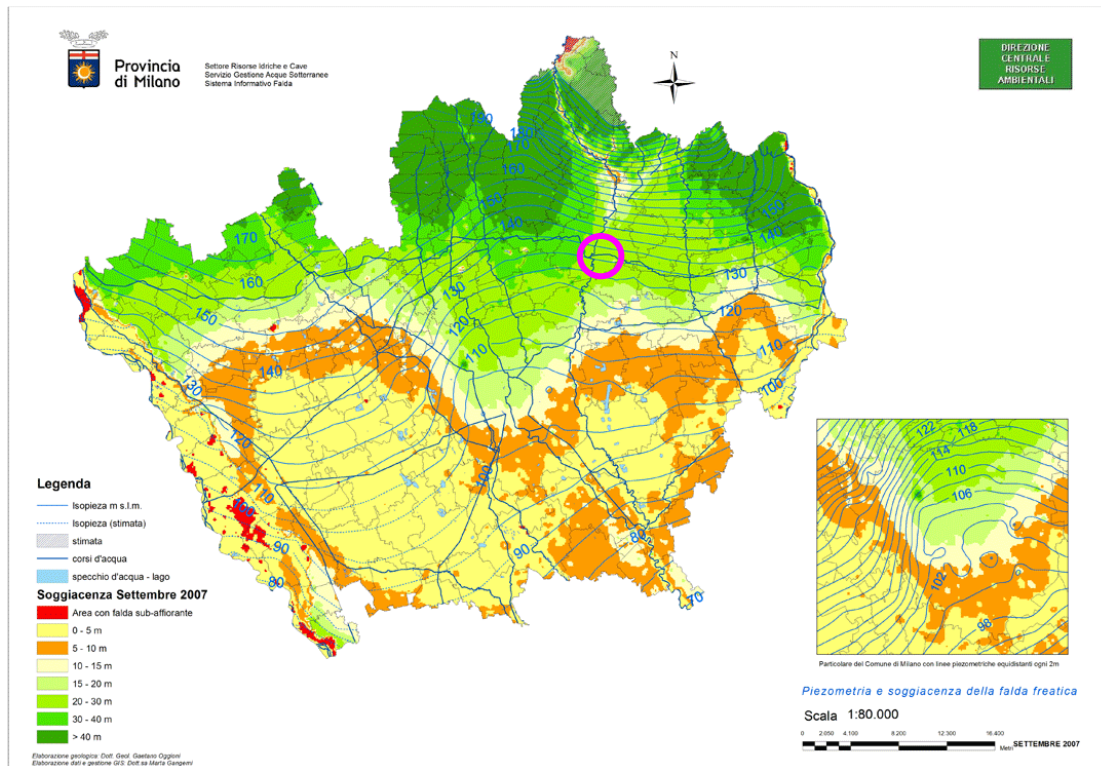 Provincia
di Milano
Settore Risorse Idriche e Cave
Servizio Gestione Acque Sotterranee
Sistema Informativo Falda
N
DIREZIONE
CENTRALE
RISORSE
AMBIENTALI
190
180
170
160
150
140
150
140
130
170
160
150
130
120
110
120
110
100
140
130
120
110
100
90
80
100
90
80
70
122
118
114
110
106
102
98
Legenda
Isopieza m s.l.m.
Isopieza (stimata)
stimata
corsi d'acqua
specchio d'acqua - lago
Soggiacenza Settembre 2007
Area con falda sub-affiorante
0 - 5 m
5 - 10 m
10 - 15 m
15 - 20 m
20 - 30 m
30 - 40 m
> 40 m
Elaborazione geologica: Dott. Geol. Gaetano Oggioni
Elaborazione dati e gestione GIS: Dott.ssa Marta Gangemi
Particolare del Comune di Milano con linee piezometriche equidistanti ogni 2m
Piezometria e soggiacenza della falda freatica
Scala 1:80.000
0 2.050 4.100 8.200 12.300 16.400
Metri
SETTEMBRE 2007